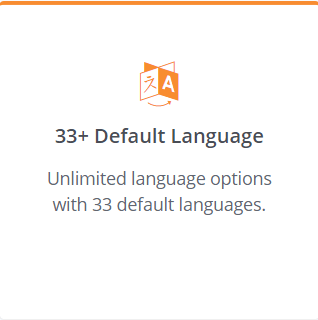 A
33+ Default Language
Unlimited language options
with 33 default languages.